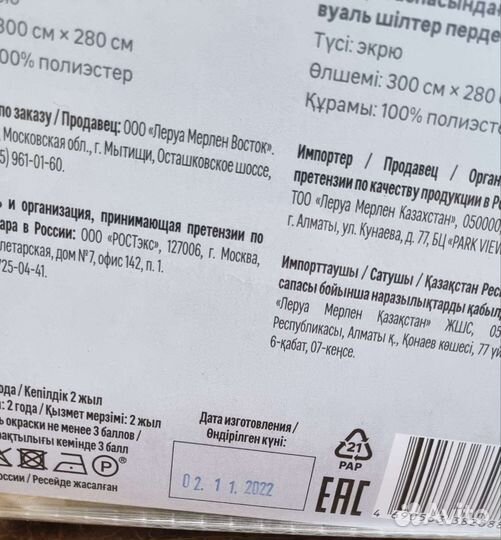 300 см × 280 см
100% полиэстер
по заказу / Продавец: ООО «Леруа Мерлен Восток».
Московская обл., г. Мытищи, Осташковское шоссе,
5) 961-01-60.
ь и организация, принимающая претензии по
ара в России: ООО «РОСТЭкс», 127006, г. Москва,
летарская, дом №7, офис 142, п. 1.
725-04-41.
вуаль шілтер перде
Түсі: экрю
Өлшемі: 300 см × 280
Құрамы: 100% полиэсте
Импортер / Продавец / Орган
претензии по качеству продукции в Р
ТОО «Леруа Мерлен Казахстан», 050000,
г. Алматы, ул. Кунаева, д. 77, БЦ «PARK VIEW
Импорттаушы / Сатушы / Қазақстан Рес
сапасы бойынша наразылықтарды қабыл
«Леруа Мерлен Қазақстан» ЖШС, 05
Республикасы, Алматы қ., Қонаев көшесі, 77 үй
6-қабат, 07-кеңсе.
ода / Кепілдік 2 жыл
: 2 года / Қызмет мерзімі: 2 жыл
ь окраски не менее 3 баллов /
рақтылығы кемінде 3 балл
оссии / Ресейде жасалған
Дата изготовления /
Өндірілген күні:
02.11.2022
21
PAP
EAC
Avito